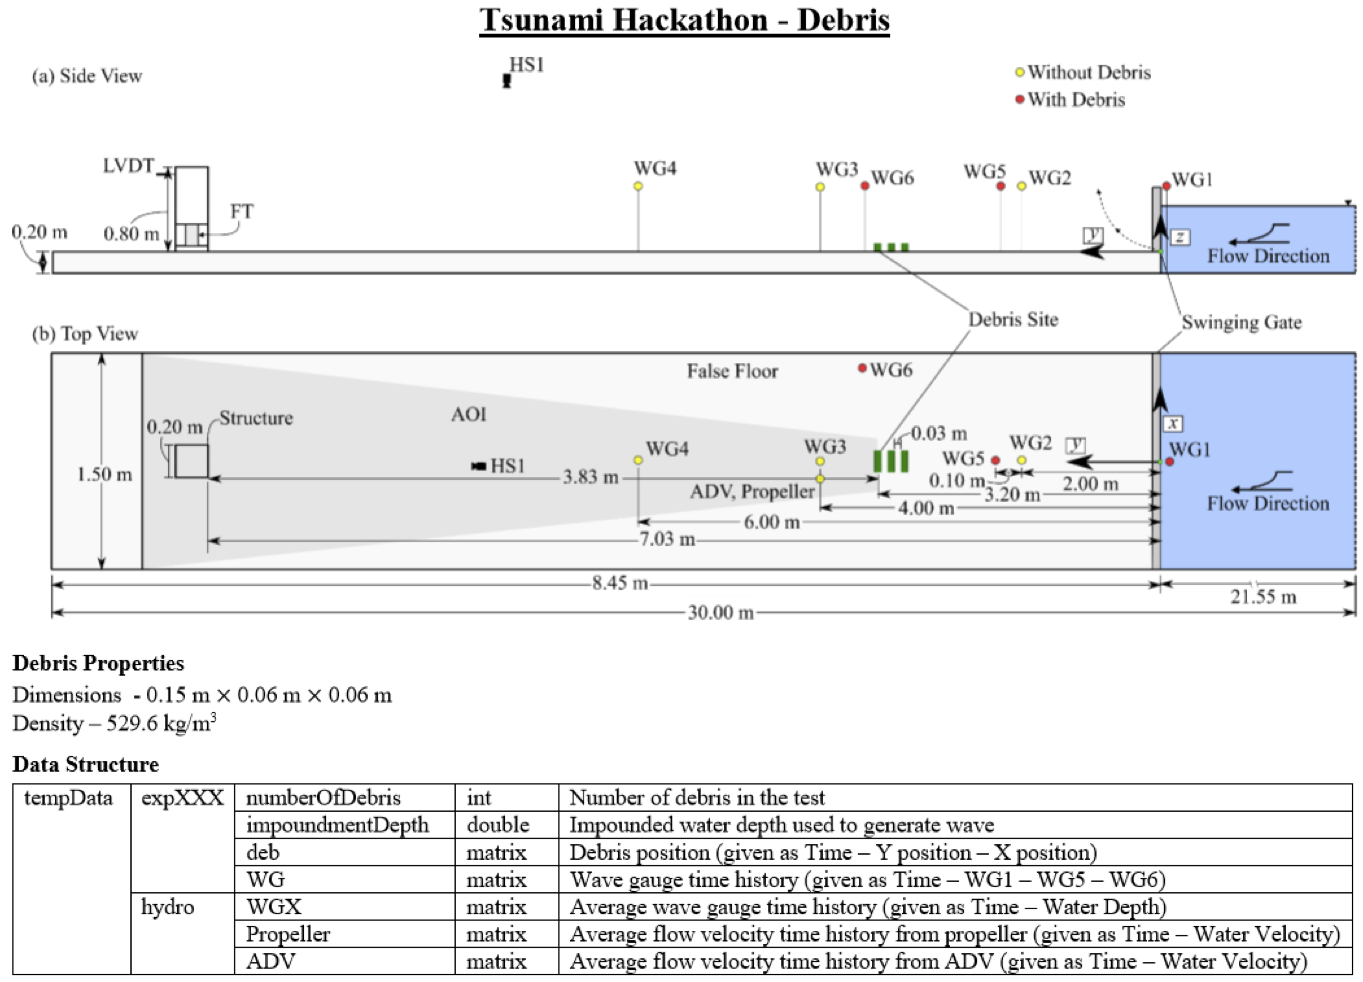 Tsunami Hackathon - Debris
(a) Side View
HS1
Without Debris
With Debris
LVDT
FT
0.20 m
0.80 m
WG4
WG3
WG6
WG5
WG2
WG1
y
z
Flow Direction
Debris Site
Swinging Gate
(b) Top View
False Floor
WG6
AOI
Structure
0.20 m
1.50 m
HS1
WG4
WG3
ADV, Propeller
0.03 m
WG5
WG2
WG1
x
y
0.10 m
2.00 m
3.83 m
3.20 m
4.00 m
6.00 m
7.03 m
Flow Direction
8.45 m
21.55 m
30.00 m
Debris Properties
Dimensions - 0.15 m × 0.06 m × 0.06 m
Density – 529.6 kg/m³
Data Structure
tempData expXXX numberOfDebris int Number of debris in the test
impoundmentDepth double Impounded water depth used to generate wave
deb matrix Debris position (given as Time – Y position – X position)
WG matrix Wave gauge time history (given as Time – WG1 – WG5 – WG6)
hydro WGX matrix Average wave gauge time history (given as Time – Water Depth)
Propeller matrix Average flow velocity time history from propeller (given as Time – Water Velocity)
ADV matrix Average flow velocity time history from ADV (given as Time – Water Velocity)